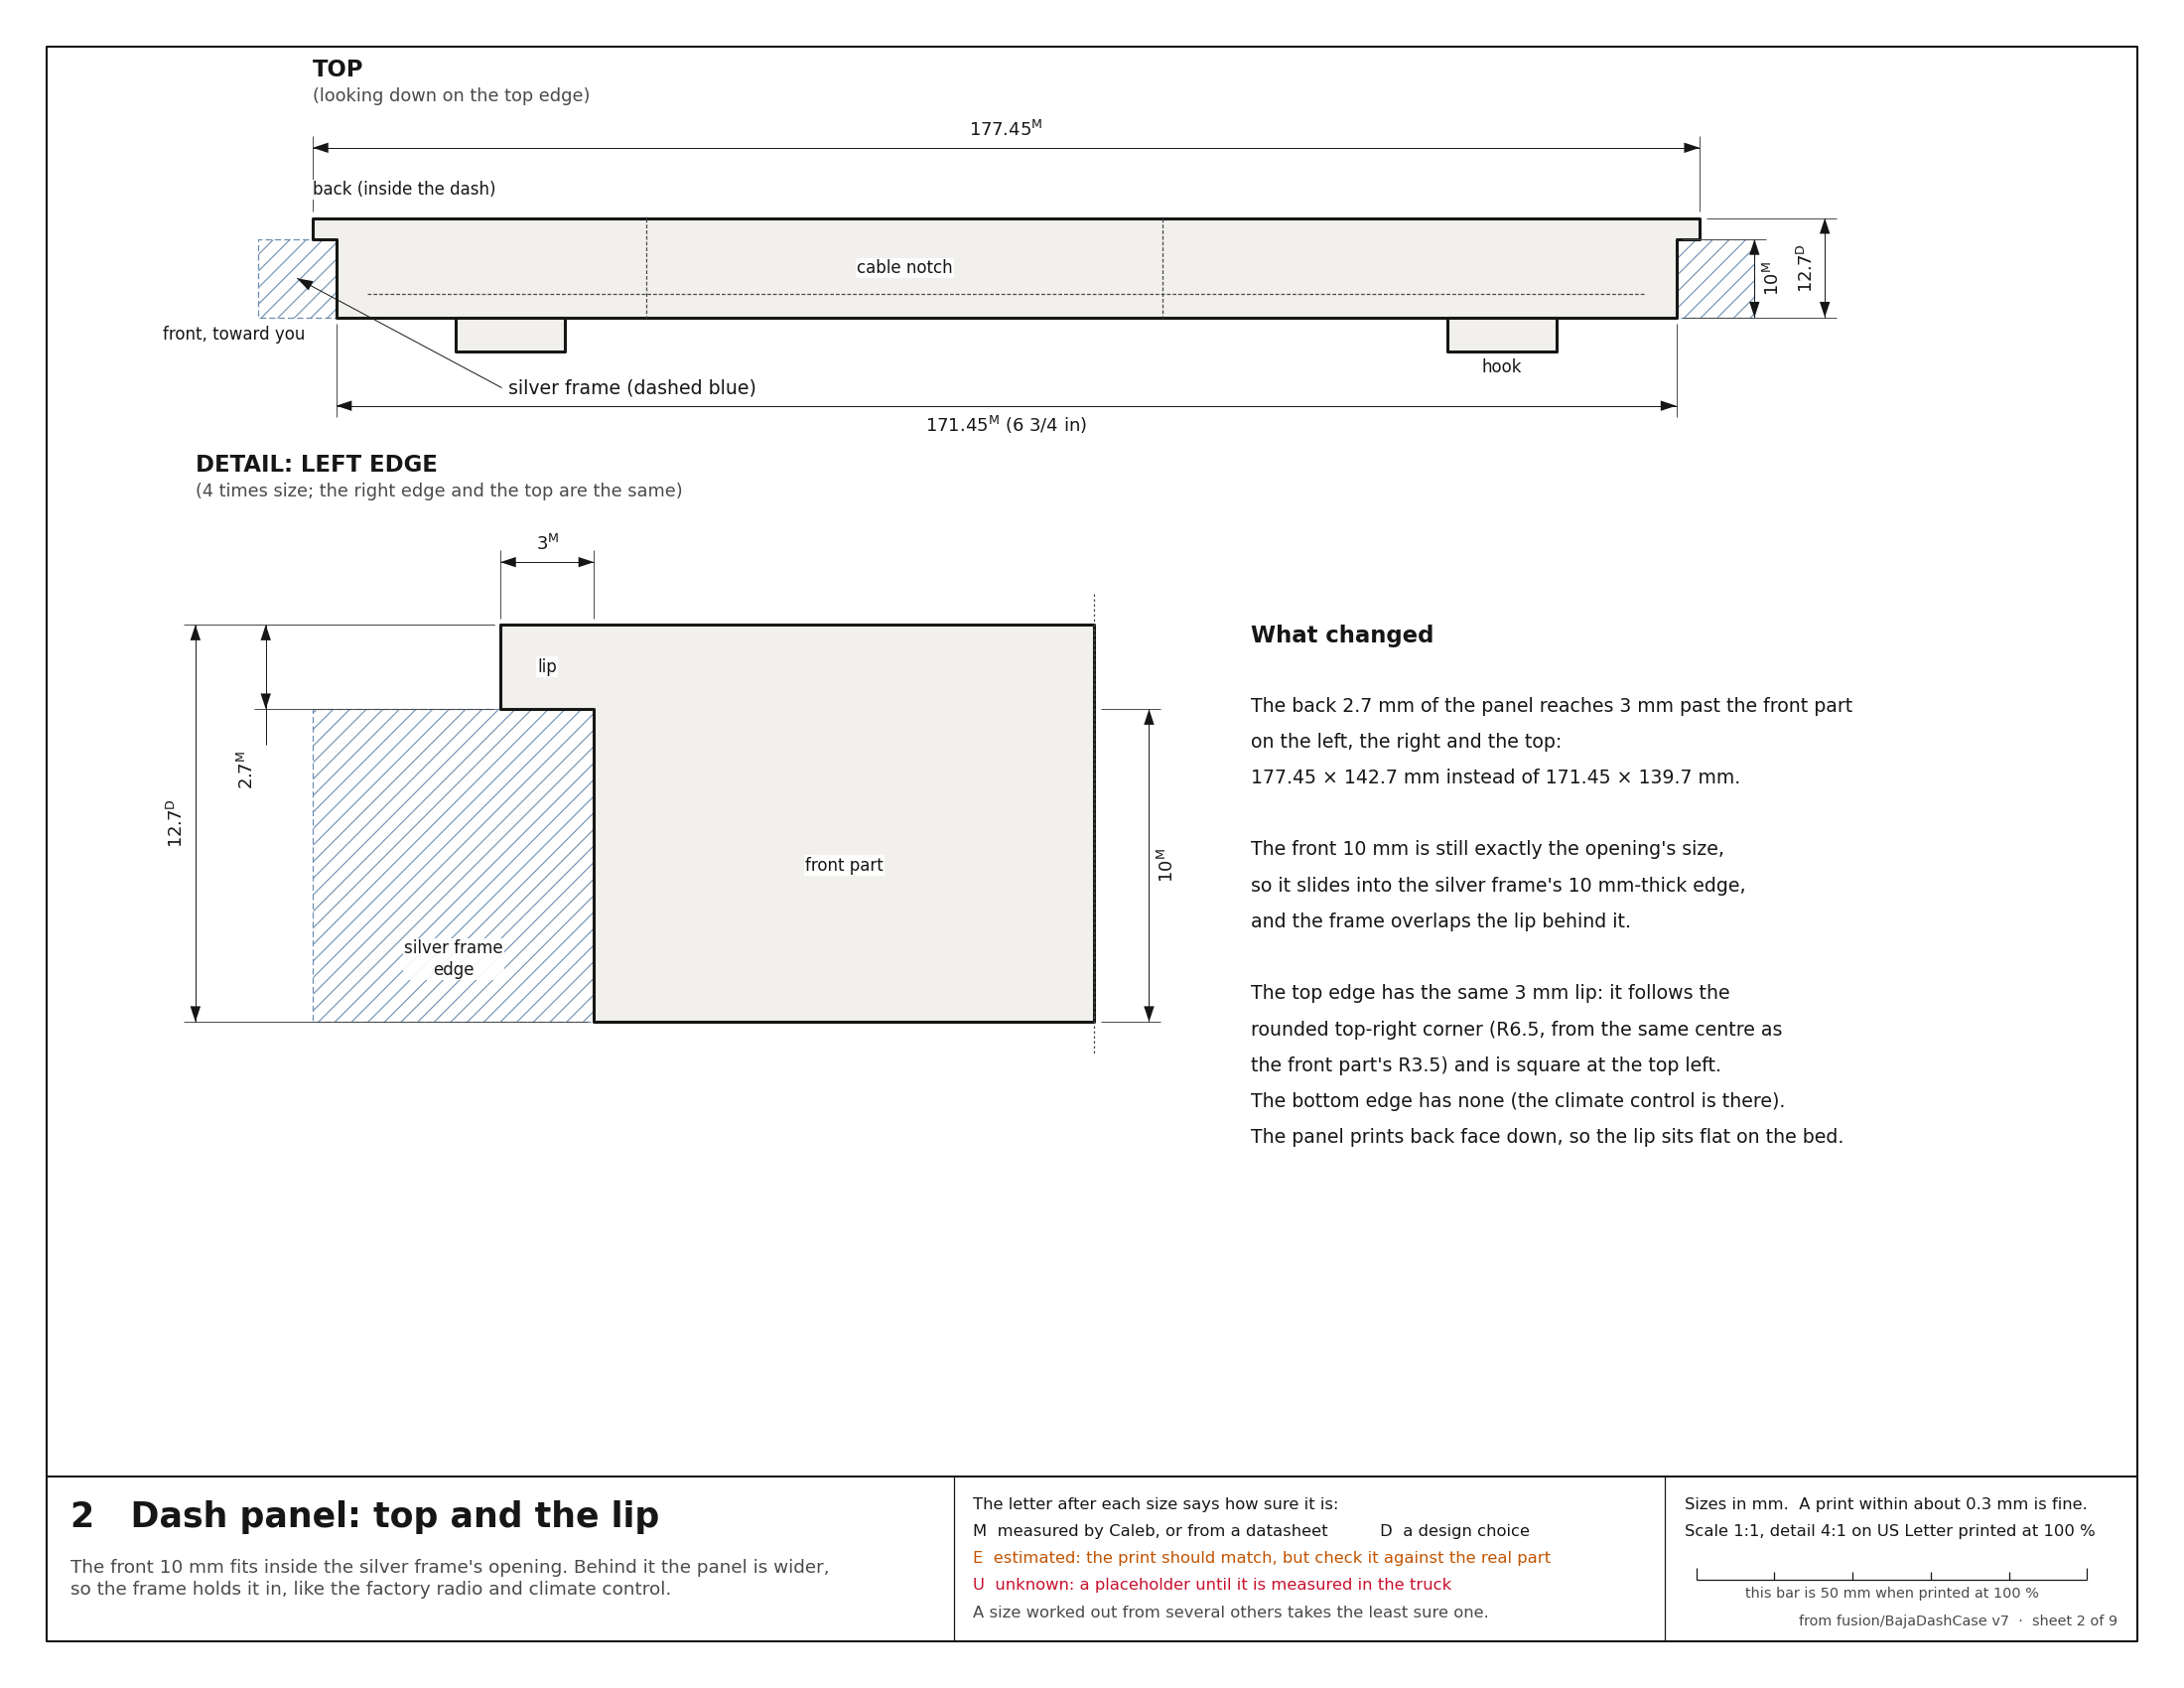 TOP
(looking down on the top edge)
177.45ᴹ
back (inside the dash)
cable notch
10ᴹ
12.7ᴰ
front, toward you
hook
silver frame (dashed blue)
171.45ᴹ (6 3/4 in)
DETAIL: LEFT EDGE
(4 times size; the right edge and the top are the same)
3ᴹ
lip
2.7ᴹ
12.7ᴰ
front part
10ᴹ
silver frame
edge
What changed
The back 2.7 mm of the panel reaches 3 mm past the front part
on the left, the right and the top:
177.45 × 142.7 mm instead of 171.45 × 139.7 mm.
The front 10 mm is still exactly the opening's size,
so it slides into the silver frame's 10 mm-thick edge,
and the frame overlaps the lip behind it.
The top edge has the same 3 mm lip: it follows the
rounded top-right corner (R6.5, from the same centre as
the front part's R3.5) and is square at the top left.
The bottom edge has none (the climate control is there).
The panel prints back face down, so the lip sits flat on the bed.
2 Dash panel: top and the lip
The front 10 mm fits inside the silver frame's opening. Behind it the panel is wider,
so the frame holds it in, like the factory radio and climate control.
The letter after each size says how sure it is:
M measured by Caleb, or from a datasheet D a design choice
E estimated: the print should match, but check it against the real part
U unknown: a placeholder until it is measured in the truck
A size worked out from several others takes the least sure one.
Sizes in mm. A print within about 0.3 mm is fine.
Scale 1:1, detail 4:1 on US Letter printed at 100 %
this bar is 50 mm when printed at 100 %
from fusion/BajaDashCase v7 · sheet 2 of 9